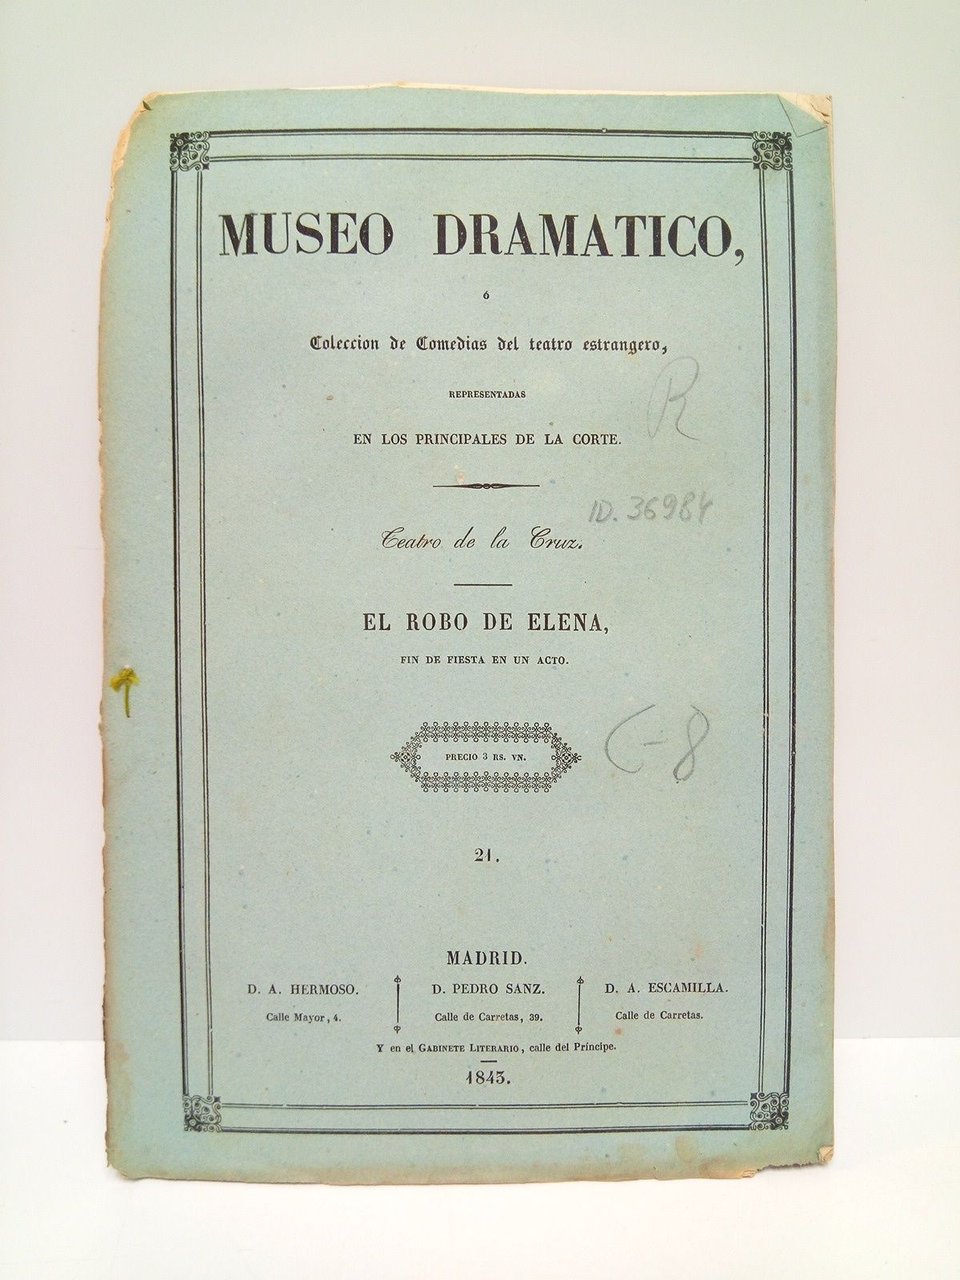 MUSEO DRAMATICO,
ó
Coleccion de Comedias del teatro estrangero,
REPRESENTADAS
EN LOS PRINCIPALES DE LA CORTE.
R
ID. 36984
Teatro de la Cruz.
EL ROBO DE ELENA,
FIN DE FIESTA EN UN ACTO.
PRECIO 3 RS. VN.
C-8
21.
MADRID.
D. A. HERMOSO. D. PEDRO SANZ. D. A. ESCAMILLA.
Calle Mayor, 4. Calle de Carretas, 39. Calle de Carretas.
Y en el GABINETE LITERARIO, calle del Príncipe.
1843.